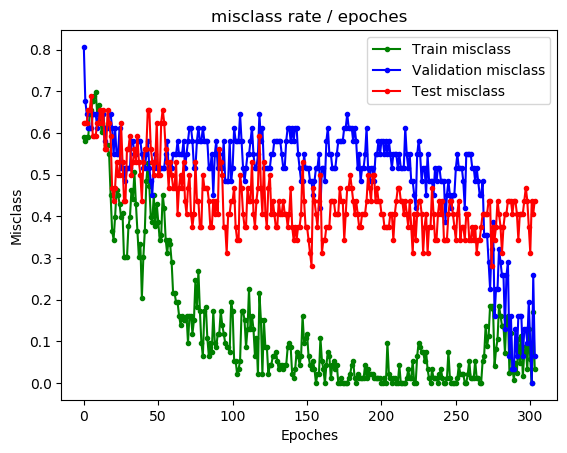 misclass rate / epoches
Train misclass
Validation misclass
Test misclass
Misclass
0.8
0.7
0.6
0.5
0.4
0.3
0.2
0.1
0.0
0 50 100 150 200 250 300
Epoches